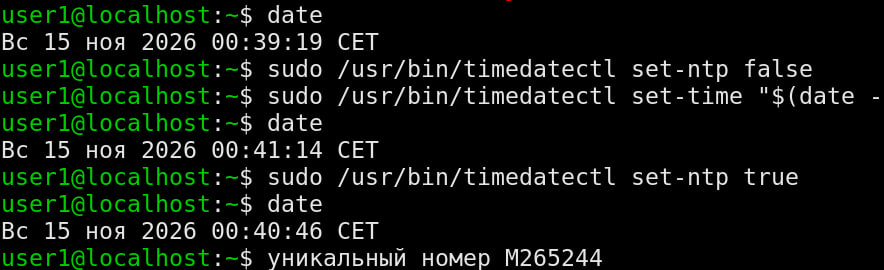 user1@localhost:~$ date
Вс 15 ноя 2026 00:39:19 CET
user1@localhost:~$ sudo /usr/bin/timedatectl set-ntp false
user1@localhost:~$ sudo /usr/bin/timedatectl set-time "$(date -
user1@localhost:~$ date
Вс 15 ноя 2026 00:41:14 CET
user1@localhost:~$ sudo /usr/bin/timedatectl set-ntp true
user1@localhost:~$ date
Вс 15 ноя 2026 00:40:46 CET
user1@localhost:~$ уникальный номер M265244